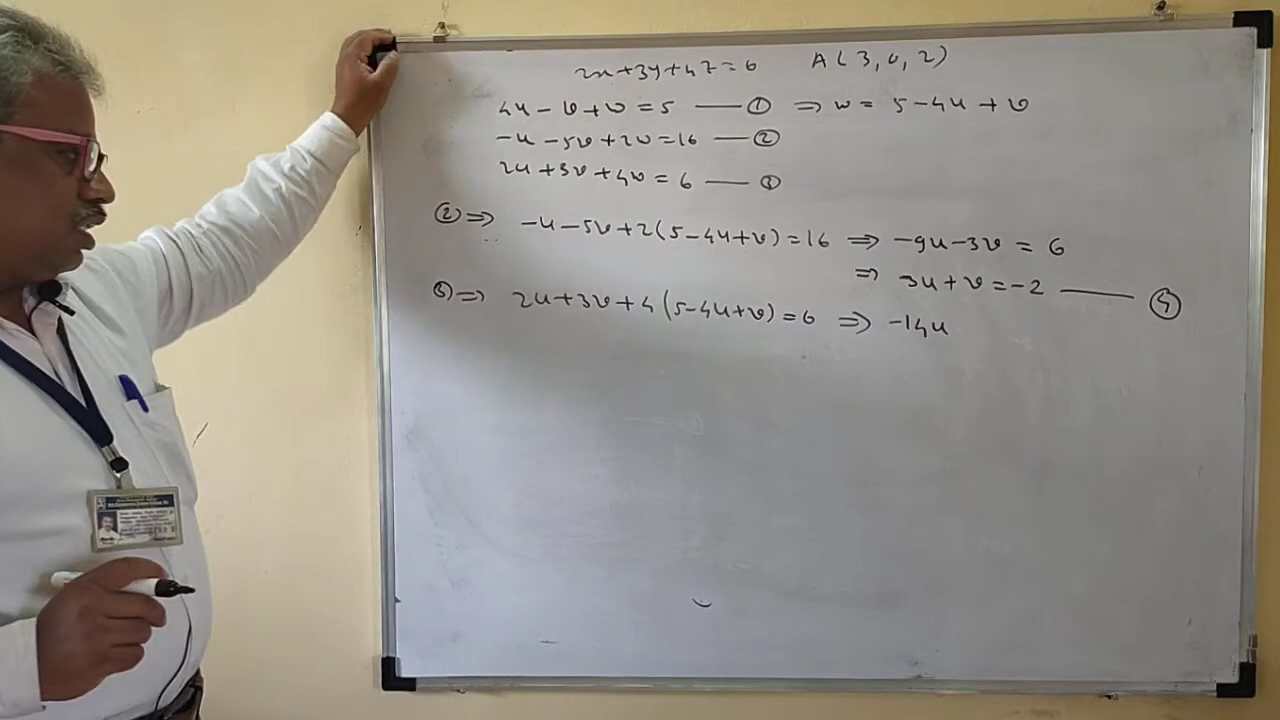 2x+3y+4z=6 A(3,0,2)
4u-v+w=5 —— ① ⇒ w= 5-4u+v
-u-5v+2w=16 —— ②
2u+3v+4w=6 —— ③
②⇒ -u-5v+2(5-4u+v)=16 ⇒ -9u-3v=6
⇒ 3u+v=-2 —— ④
③⇒ 2u+3v+4(5-4u+v)=6 ⇒ -14u